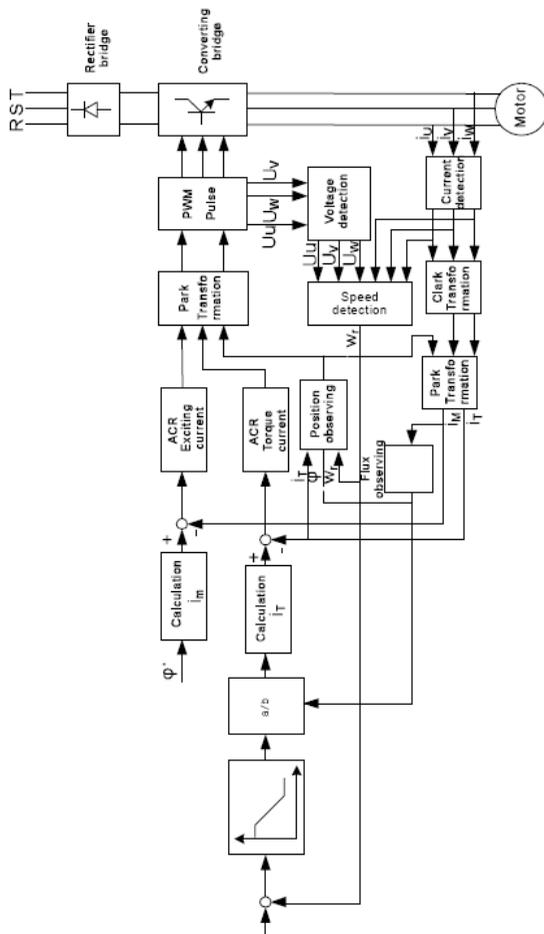 R S T
Rectifier
bridge
Converting
bridge
Motor
PWM
Pulse
Uu
Uw
Uv
Voltage
detection
Uu
Uv
Uw
iu
iv
iw
Current
detection
Park
Transfo
rmation
Speed
detection
wr
Clark
Transfo
rmation
Park
Transfo
rmation
iM
iT
ACR
Exciting
current
ACR
Torque
current
Position
observing
iT
φ
wr
Flux
observing
+
-
+
-
Calculation
im
Calculation
iT
φ*
a/b